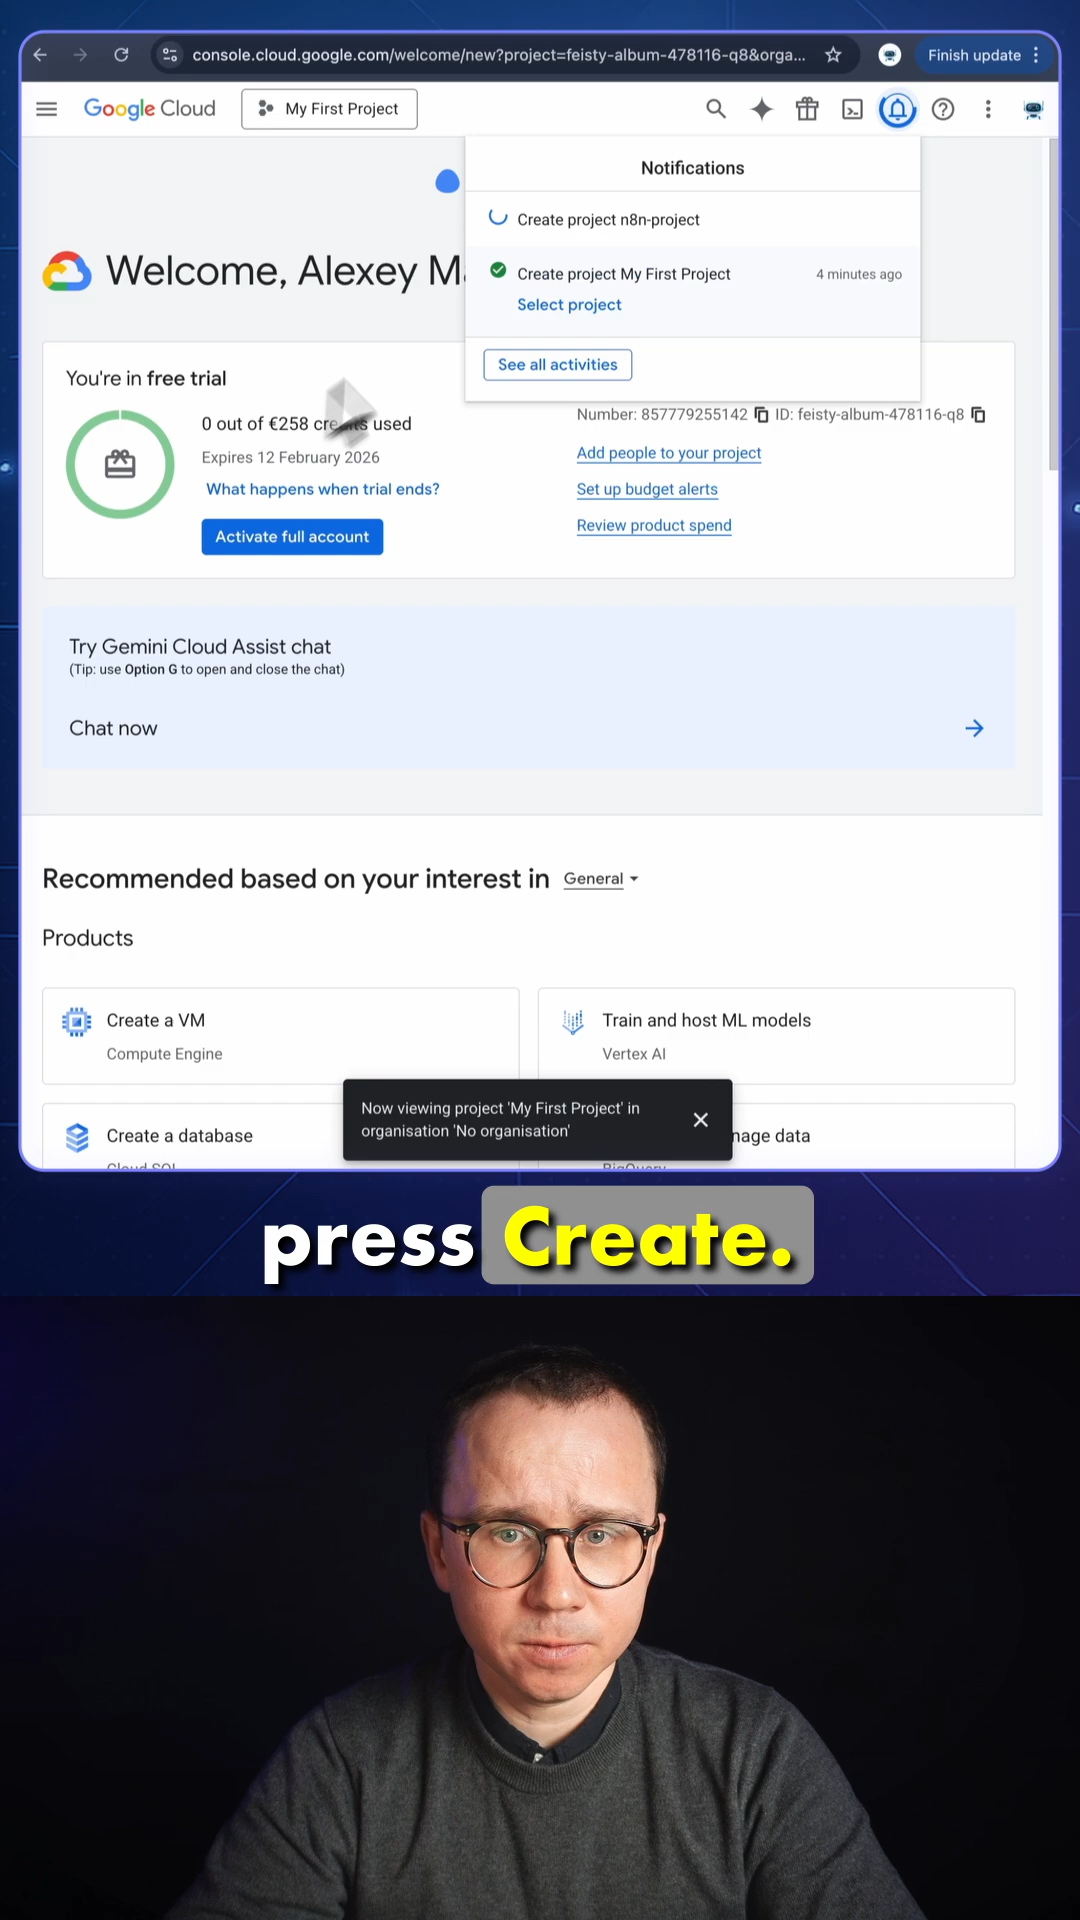 console.cloud.google.com/welcome/new?project=feisty-album-478116-q8&orga...
Finish update
Google Cloud
My First Project
Notifications
Create project n8n-project
Create project My First Project
4 minutes ago
Select project
See all activities
Welcome, Alexey
You're in free trial
0 out of €258 credits used
Expires 12 February 2026
What happens when trial ends?
Activate full account
Number: 857779255142 ID: feisty-album-478116-q8
Add people to your project
Set up budget alerts
Review product spend
Try Gemini Cloud Assist chat
(Tip: use Option G to open and close the chat)
Chat now
Recommended based on your interest in General
Products
Create a VM
Compute Engine
Train and host ML models
Vertex AI
Create a database
Cloud SQL
nage data
BigQuery
Now viewing project 'My First Project' in
organisation 'No organisation'
press Create.